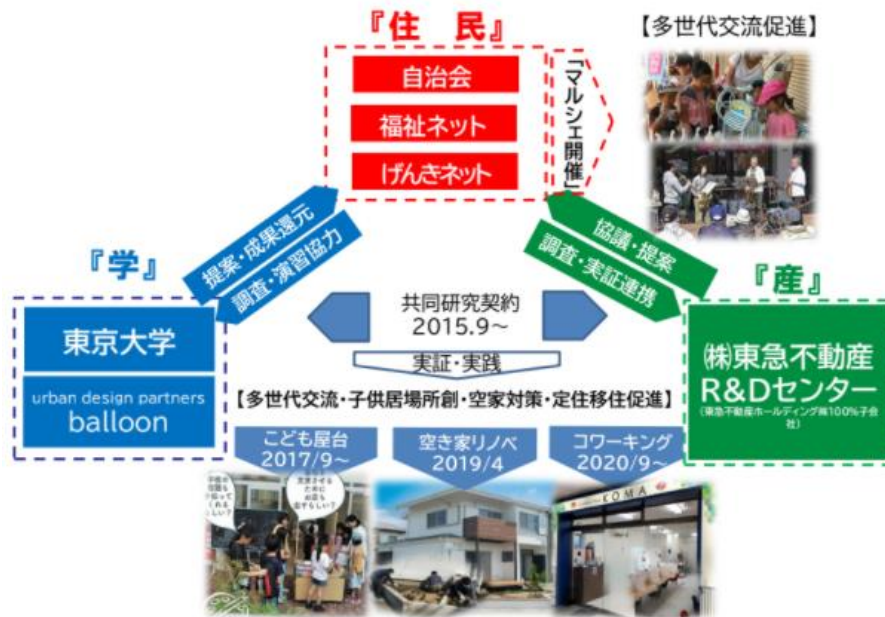 『住　民』
自治会
福祉ネット
げんきネット
「マルシェ開催」
【多世代交流促進】
提案・成果還元
調査・演習協力
協議・提案
調査・実証連携
『学』
東京大学
urban design partners
balloon
共同研究契約
2015.9～
実証・実践
『産』
㈱東急不動産
R&Dセンター
(東急不動産ホールディング㈱100%子会
社)
【多世代交流・子供居場所創・空家対策・定住移住促進】
こども屋台
2017/9～
空き家リノベ
2019/4
コワーキング
2020/9～
KOMA